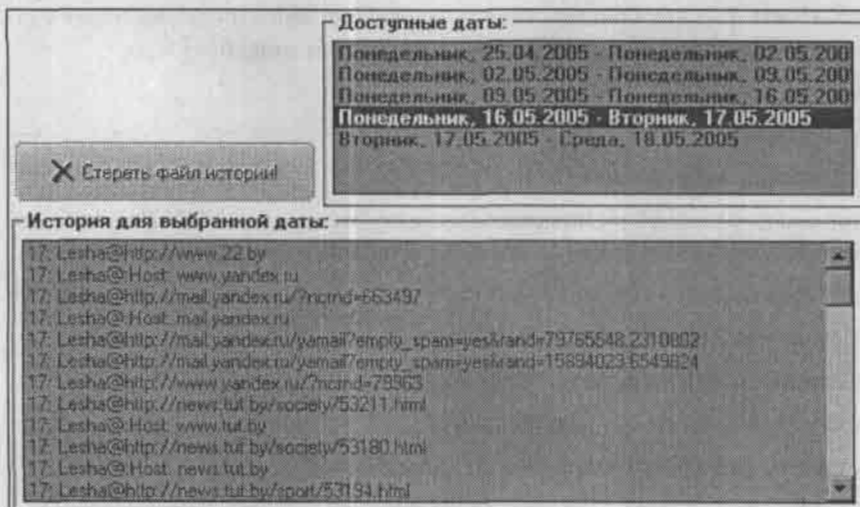 Доступные даты:
Понедельник, 25.04.2005 - Понедельник, 02.05.200
Понедельник, 02.05.2005 - Понедельник, 09.05.200
Понедельник, 09.05.2005 - Понедельник, 16.05.200
Понедельник, 16.05.2005 - Вторник, 17.05.2005
Вторник, 17.05.2005 - Среда, 18.05.2005
Стереть файл истории!
История для выбранной даты:
17: Lesha@http://www.22.by
17: Lesha@:Host: www.yandex.ru
17: Lesha@http://mail.yandex.ru/?ncrnd=663497
17: Lesha@:Host: mail.yandex.ru
17: Lesha@http://mail.yandex.ru/yamail?empty_spam=yes&rand=79765548.2310802
17: Lesha@http://mail.yandex.ru/yamail?empty_spam=yes&rand=15894023.6549824
17: Lesha@http://www.yandex.ru/?ncrnd=79963
17: Lesha@http://news.tut.by/society/53211.html
17: Lesha@:Host: www.tut.by
17: Lesha@http://news.tut.by/society/53180.html
17: Lesha@:Host: news.tut.by
17: Lesha@http://news.tut.by/sport/53194.html